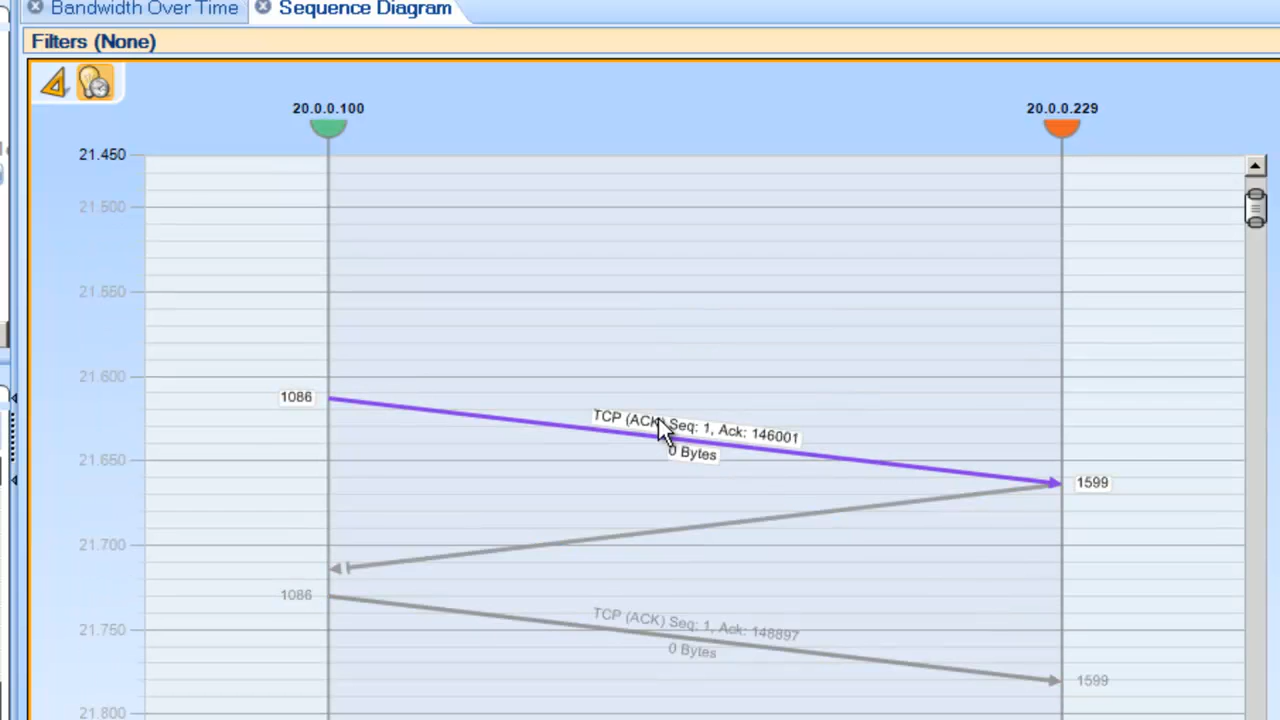 Bandwidth Over Time
Sequence Diagram
Filters (None)
20.0.0.100
20.0.0.229
21.450
21.500
21.550
21.600
1086
TCP (ACK) Seq: 1, Ack: 146001
0 Bytes
21.650
1599
21.700
1086
TCP (ACK) Seq: 1, Ack: 148897
21.750
0 Bytes
1599
21.800